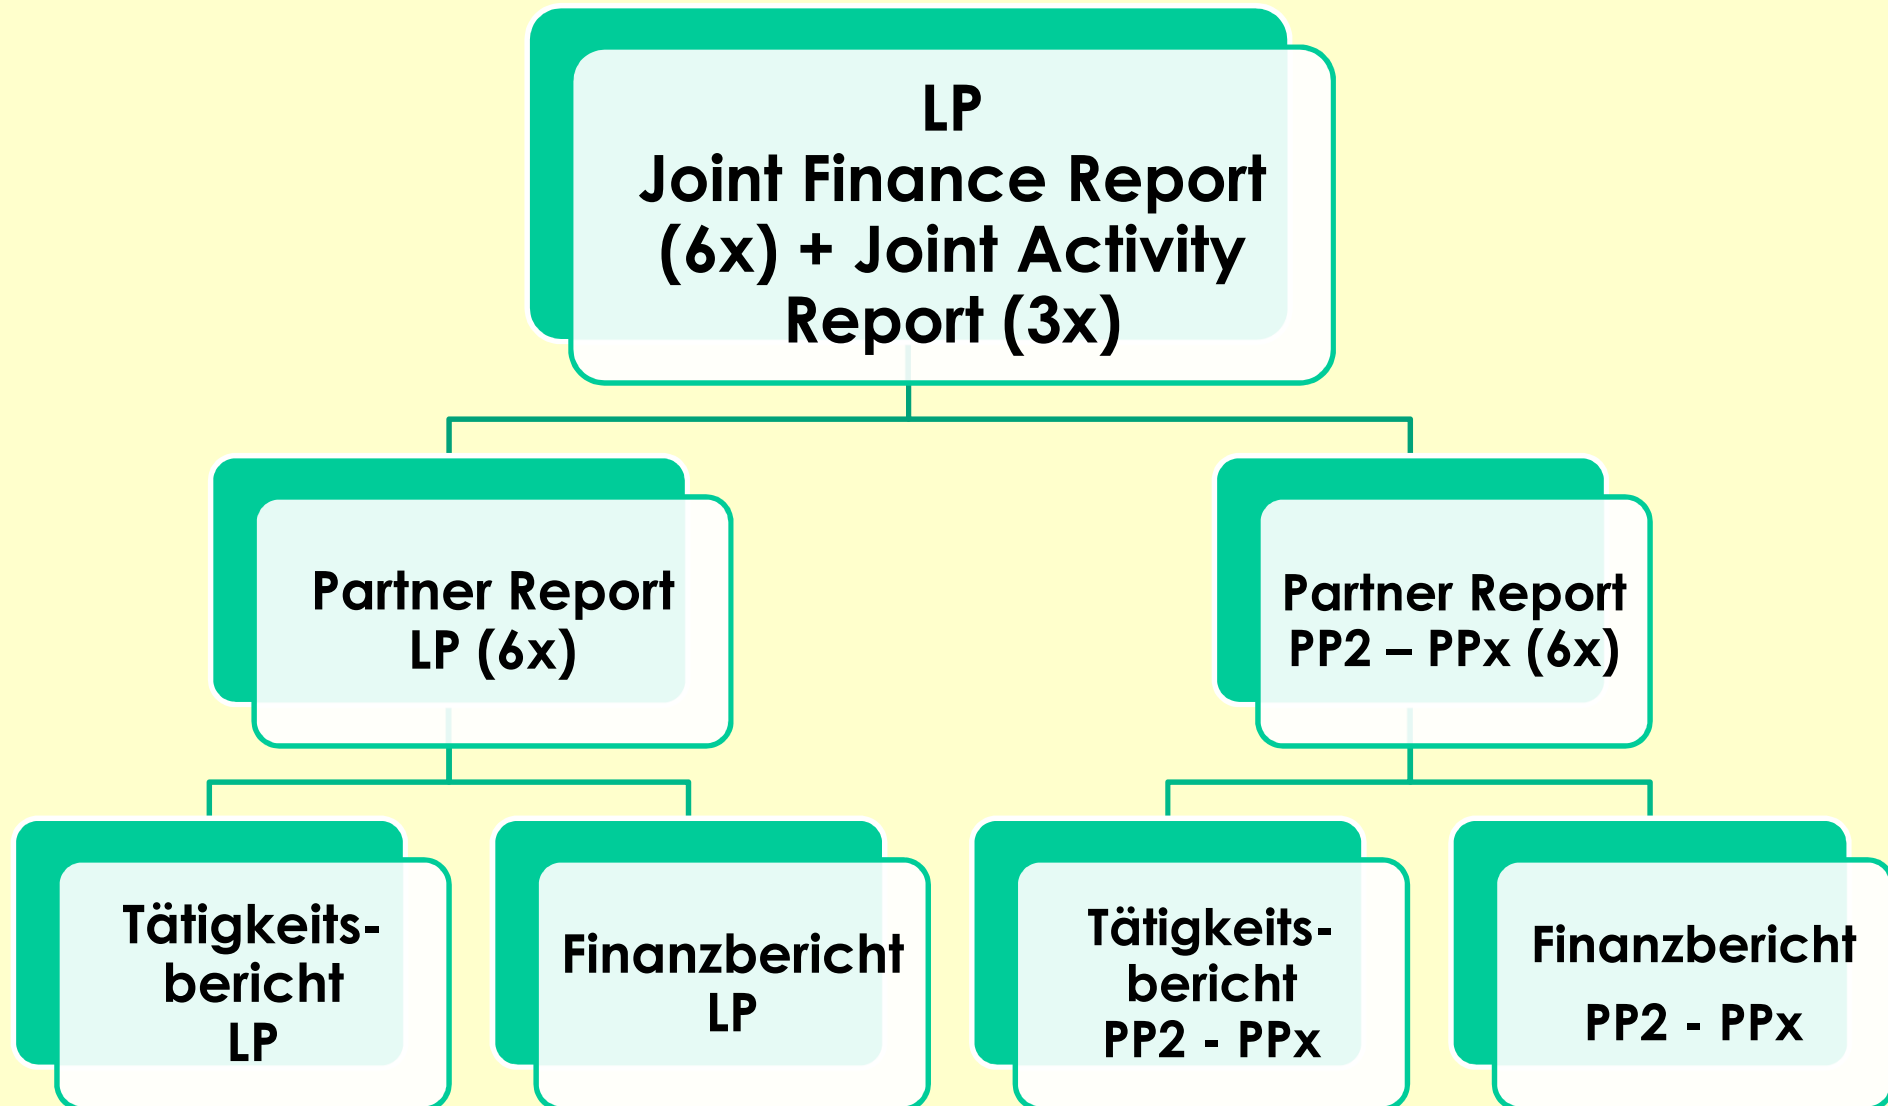 LP
Joint Finance Report
(6x) + Joint Activity
Report (3x)
Partner Report
LP (6x)
Partner Report
PP2 – PPx (6x)
Tätigkeits-
bericht
LP
Finanzbericht
LP
Tätigkeits-
bericht
PP2 - PPx
Finanzbericht
PP2 - PPx